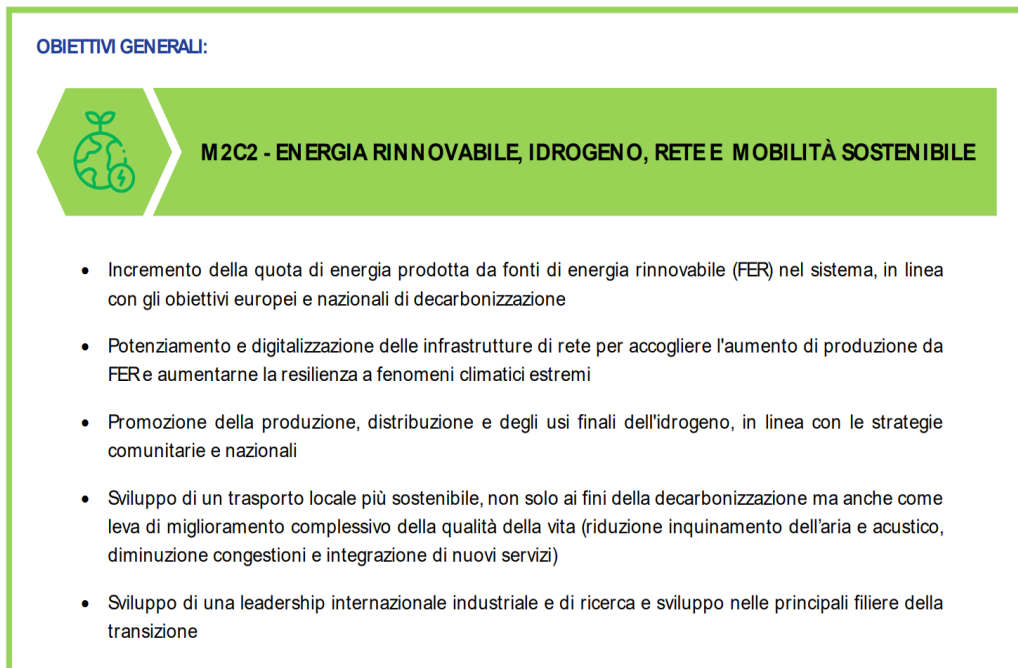 OBIETTIVI GENERALI:
M2C2 - ENERGIA RINNOVABILE, IDROGENO, RETE E MOBILITÀ SOSTENIBILE
• Incremento della quota di energia prodotta da fonti di energia rinnovabile (FER) nel sistema, in linea
con gli obiettivi europei e nazionali di decarbonizzazione
• Potenziamento e digitalizzazione delle infrastrutture di rete per accogliere l'aumento di produzione da
FER e aumentarne la resilienza a fenomeni climatici estremi
• Promozione della produzione, distribuzione e degli usi finali dell'idrogeno, in linea con le strategie
comunitarie e nazionali
• Sviluppo di un trasporto locale più sostenibile, non solo ai fini della decarbonizzazione ma anche come
leva di miglioramento complessivo della qualità della vita (riduzione inquinamento dell’aria e acustico,
diminuzione congestioni e integrazione di nuovi servizi)
• Sviluppo di una leadership internazionale industriale e di ricerca e sviluppo nelle principali filiere della
transizione